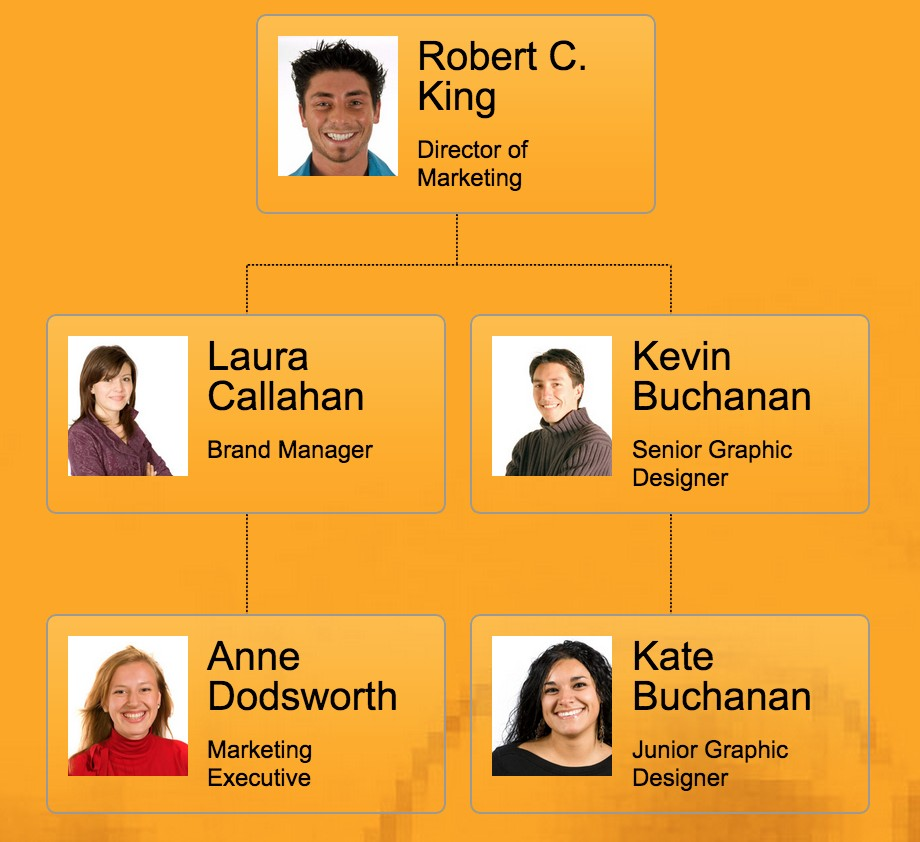 Robert C.
King
Director of
Marketing
Laura
Callahan
Brand Manager
Kevin
Buchanan
Senior Graphic
Designer
Anne
Dodsworth
Marketing
Executive
Kate
Buchanan
Junior Graphic
Designer